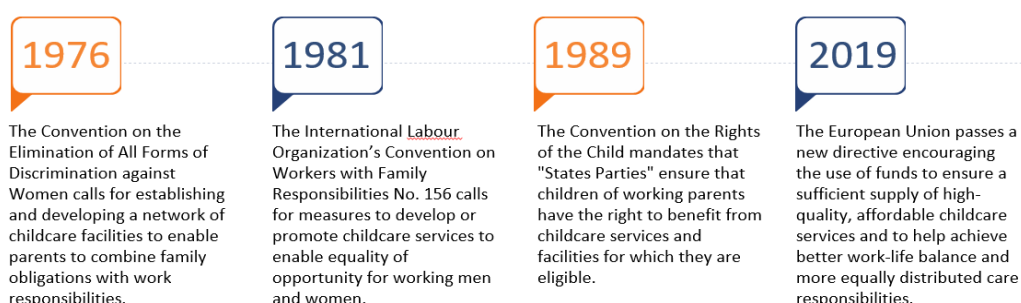 1976
The Convention on the
Elimination of All Forms of
Discrimination against
Women calls for establishing
and developing a network of
childcare facilities to enable
parents to combine family
obligations with work
responsibilities.
1981
The International Labour
Organization’s Convention on
Workers with Family
Responsibilities No. 156 calls
for measures to develop or
promote childcare services to
enable equality of
opportunity for working men
and women.
1989
The Convention on the Rights
of the Child mandates that
"States Parties" ensure that
children of working parents
have the right to benefit from
childcare services and
facilities for which they are
eligible.
2019
The European Union passes a
new directive encouraging
the use of funds to ensure a
sufficient supply of high-
quality, affordable childcare
services and to help achieve
better work-life balance and
more equally distributed care
responsibilities.